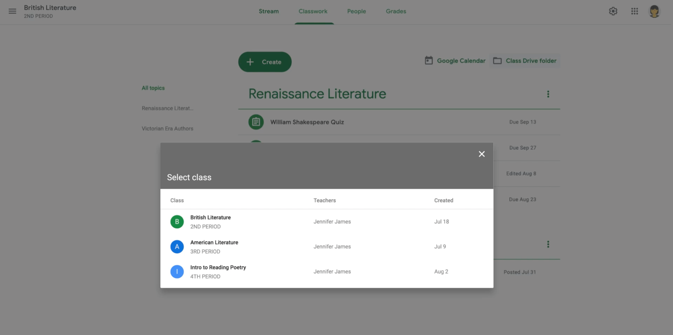 British Literature
2ND PERIOD
Stream
Classwork
People
Grades
Create
Google Calendar
Class Drive folder
All topics
Renaissance Literat...
Victorian Era Authors
Renaissance Literature
William Shakespeare Quiz
Due Sep 13
Due Sep 27
Edited Aug 8
Due Aug 23
Posted Jul 31
Select class
Class Teachers Created
B British Literature Jennifer James Jul 18
2ND PERIOD
A American Literature Jennifer James Jul 9
3RD PERIOD
I Intro to Reading Poetry Jennifer James Aug 2
4TH PERIOD